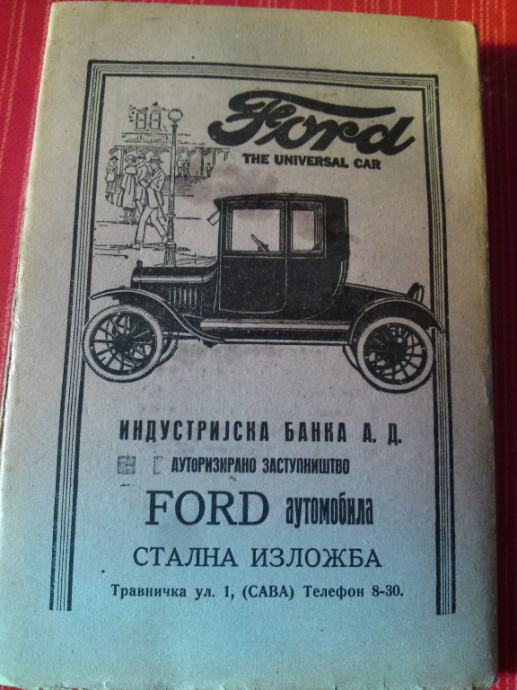 Ford
THE UNIVERSAL CAR
ИНДУСТРИЈСКА БАНКА А. Д.
АУТОРИЗИРАНО ЗАСТУПНИШТВО
FORD аутомобила
СТАЛНА ИЗЛОЖБА
Травничка ул. 1, (САВА) Телефон 8-30.